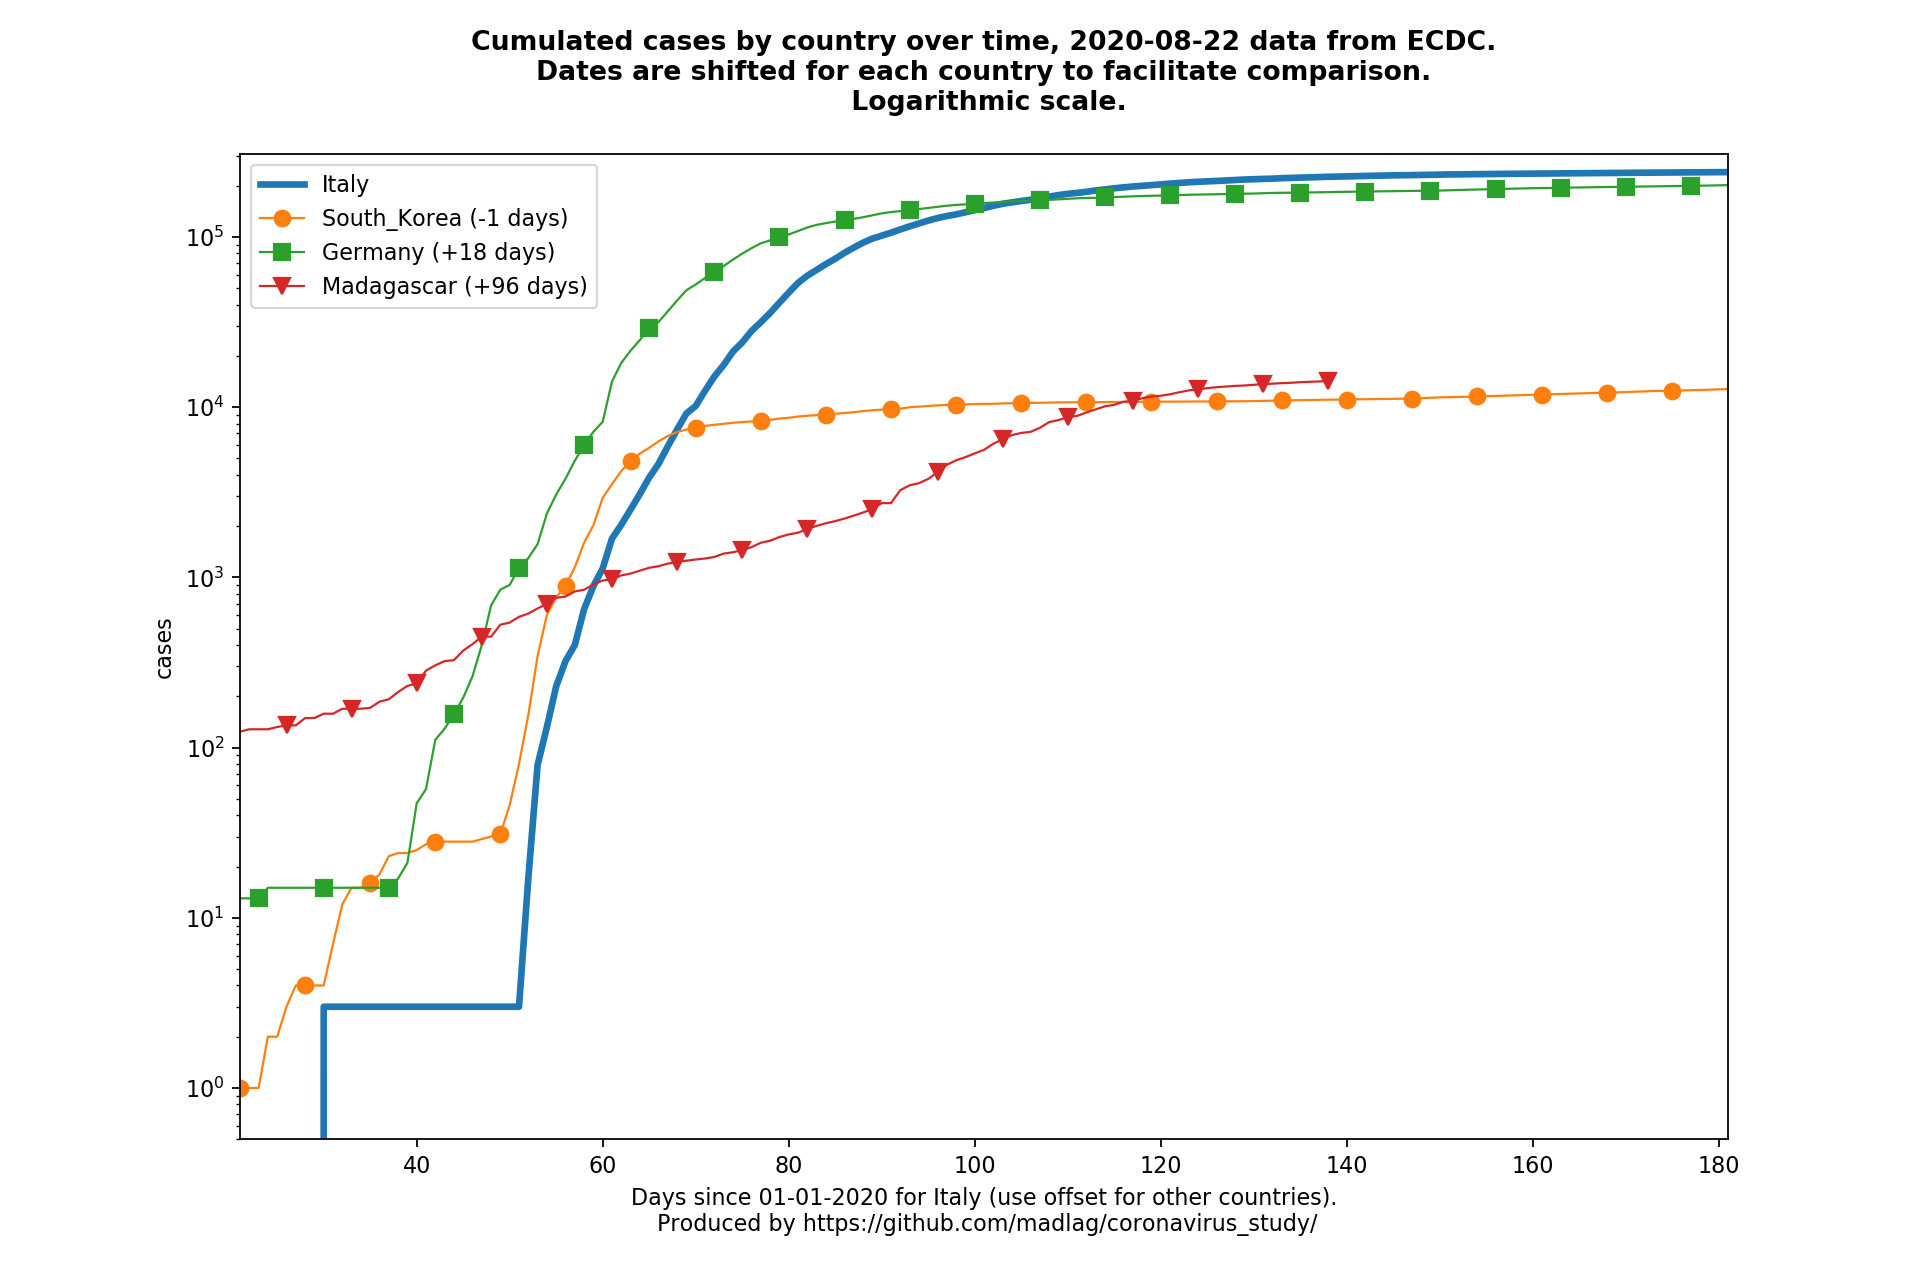 Cumulated cases by country over time, 2020-08-22 data from ECDC.
Dates are shifted for each country to facilitate comparison.
Logarithmic scale.
Italy
South_Korea (-1 days)
Germany (+18 days)
Madagascar (+96 days)
cases
10^5
10^4
10^3
10^2
10^1
10^0
40 60 80 100 120 140 160 180
Days since 01-01-2020 for Italy (use offset for other countries).
Produced by https://github.com/madlag/coronavirus_study/